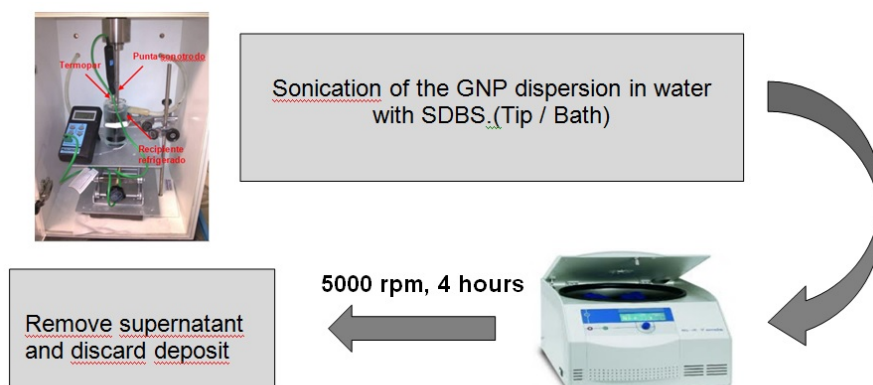 Punta sonotrodo
Termopar
Recipiente
refrigerado
Sonication of the GNP dispersion in water
with SDBS.(Tip / Bath)
5000 rpm, 4 hours
Remove supernatant
and discard deposit